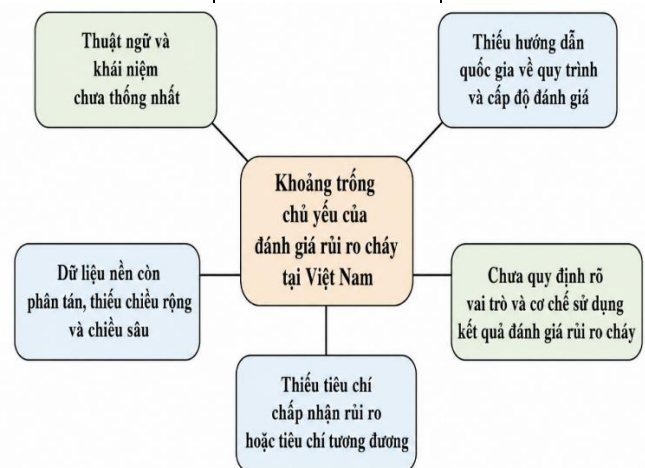 Thuật ngữ và
khái niệm
chưa thống nhất
Thiếu hướng dẫn
quốc gia về quy trình
và cấp độ đánh giá
Khoảng trống
chủ yếu của
đánh giá rủi ro cháy
tại Việt Nam
Dữ liệu nền còn
phân tán, thiếu chiều rộng
và chiều sâu
Chưa quy định rõ
vai trò và cơ chế sử dụng
kết quả đánh giá rủi ro cháy
Thiếu tiêu chí
chấp nhận rủi ro
hoặc tiêu chí tương đương